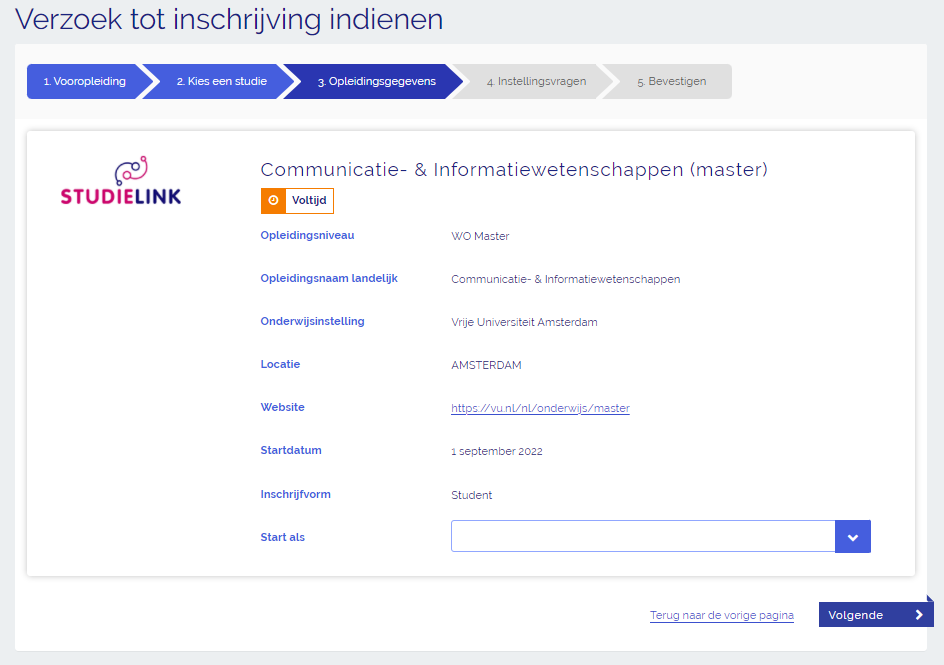 Verzoek tot inschrijving indienen
1. Vooropleiding
2. Kies een studie
3. Opleidingsgegevens
4. Instellingsvragen
5. Bevestigen
STUDIELINK
Communicatie- & Informatiewetenschappen (master)
Voltijd
Opleidingsniveau WO Master
Opleidingsnaam landelijk Communicatie- & Informatiewetenschappen
Onderwijsinstelling Vrije Universiteit Amsterdam
Locatie AMSTERDAM
Website https://vu.nl/nl/onderwijs/master
Startdatum 1 september 2022
Inschrijfvorm Student
Start als
Terug naar de vorige pagina
Volgende